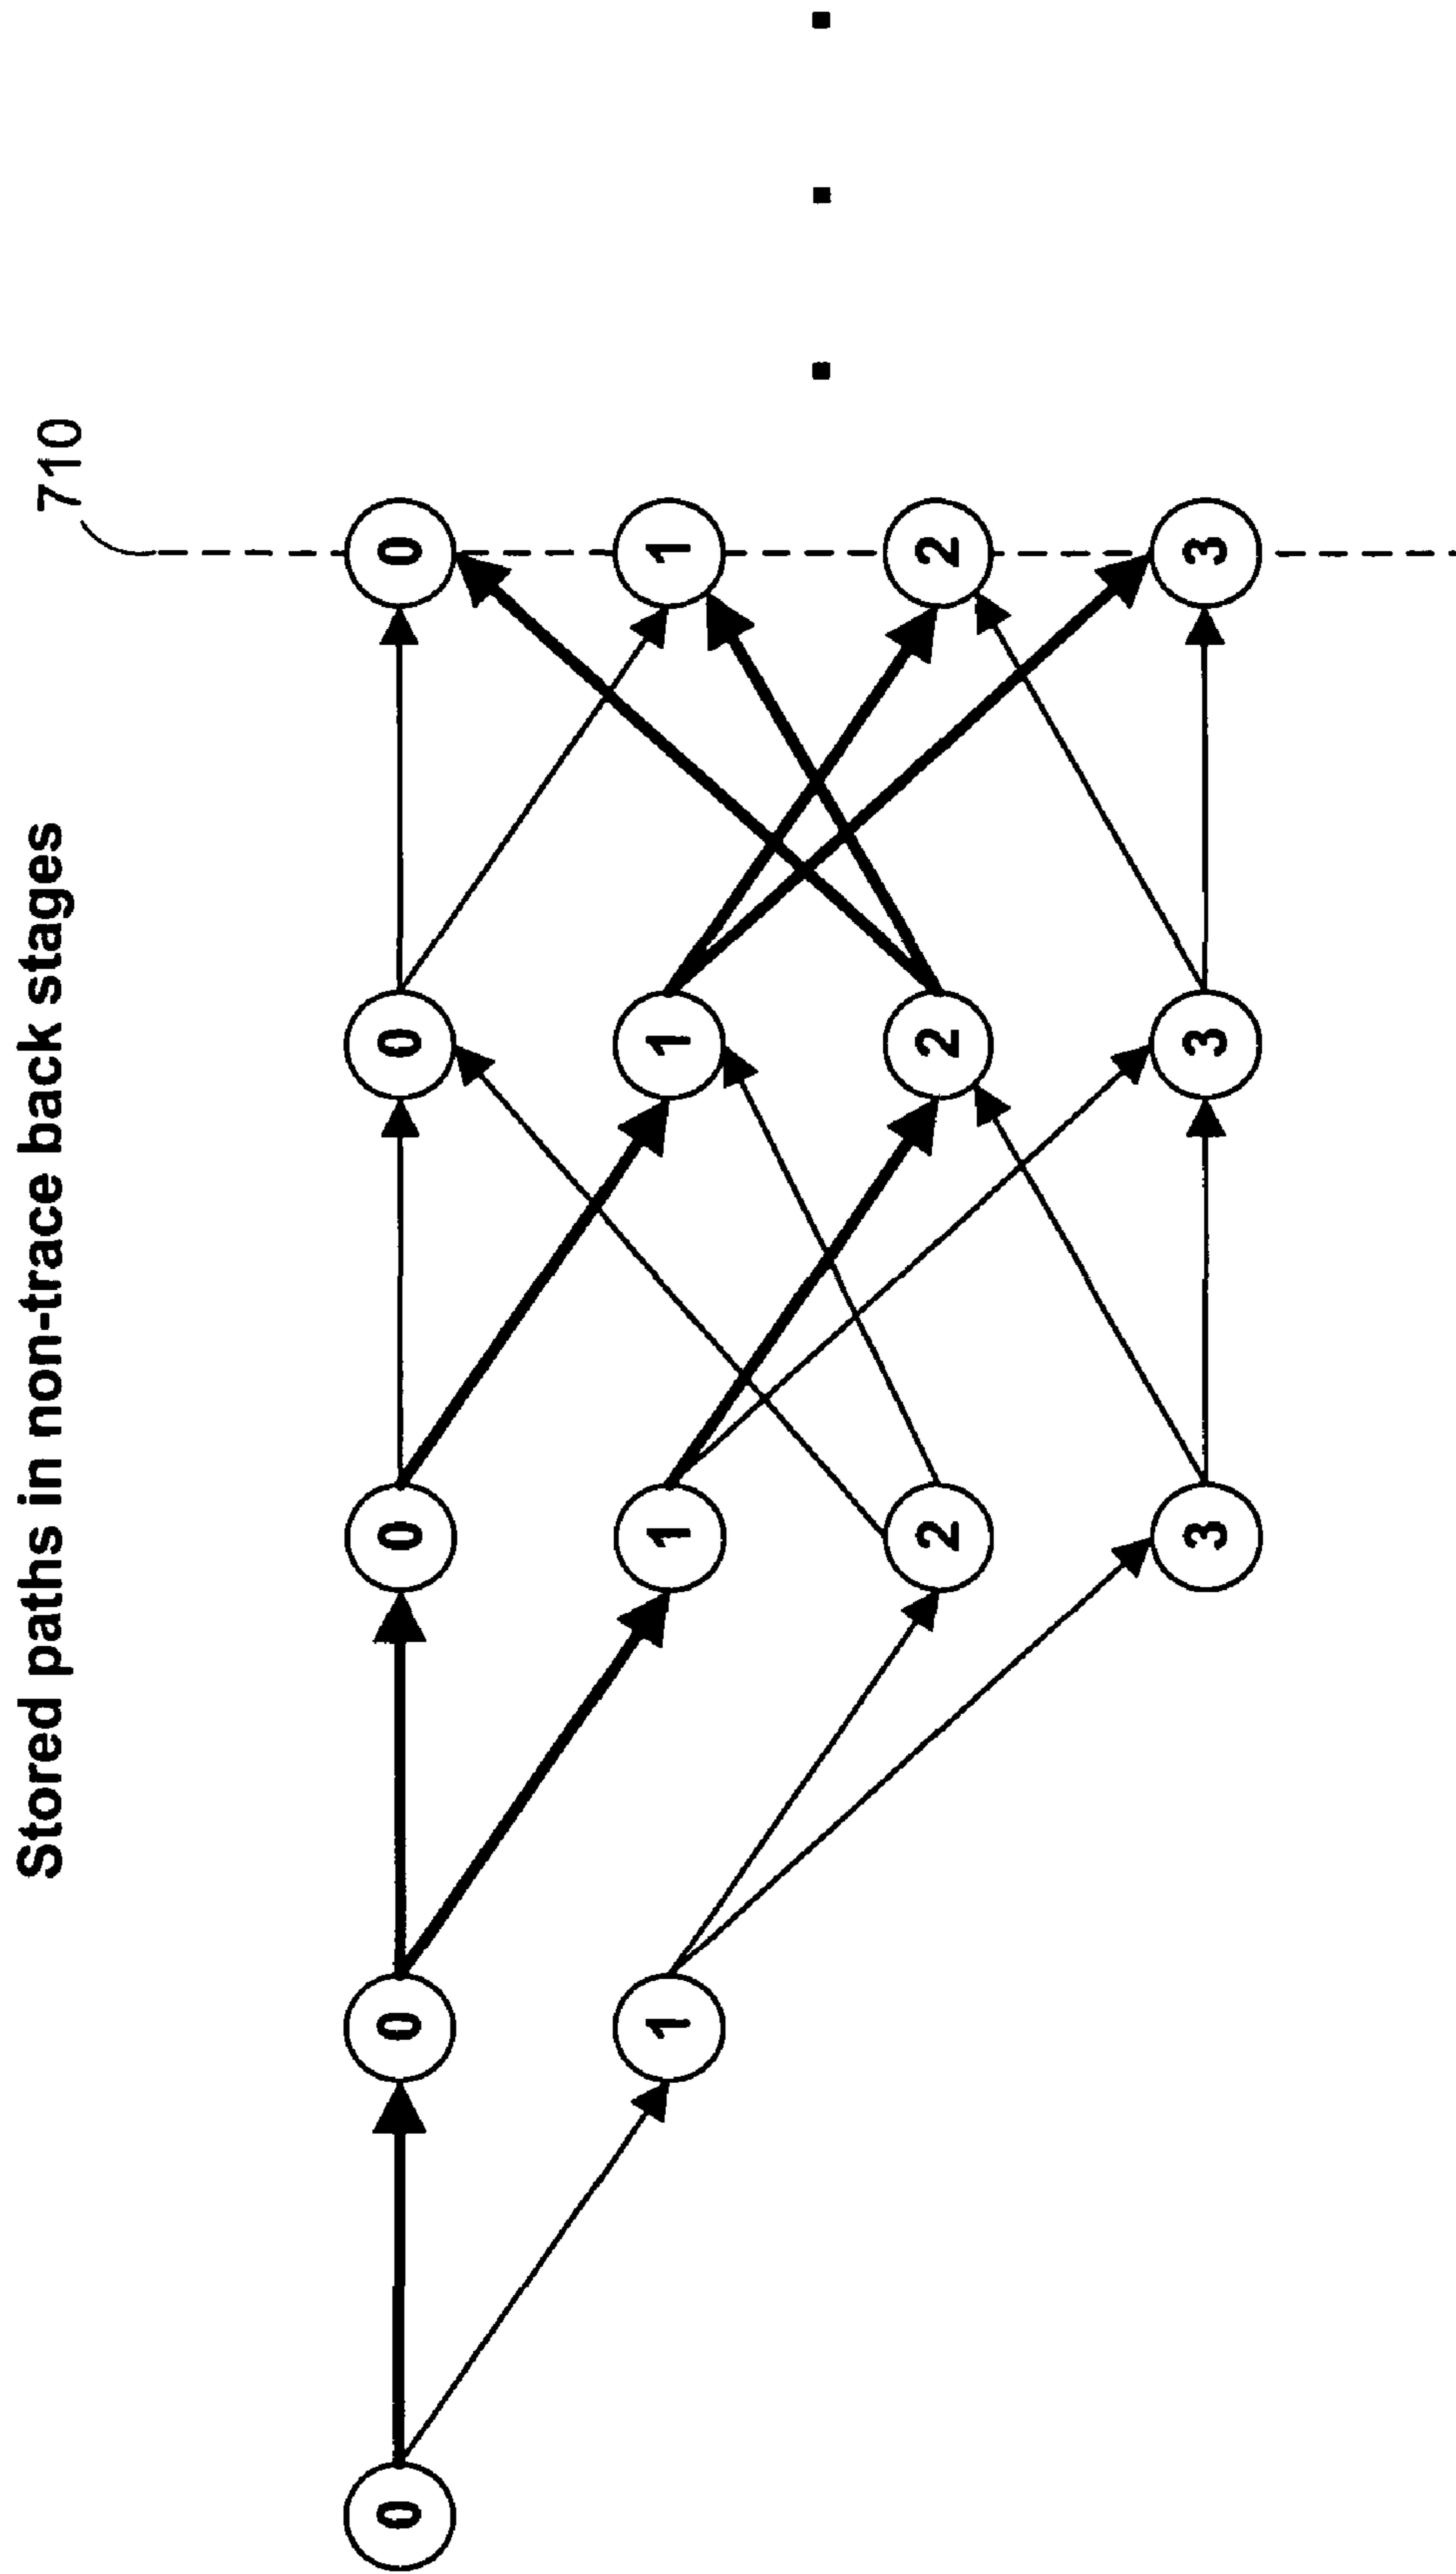 Stored paths in non-trace back stages
710
0 0 0 0 0
1 1 1 1
2 2 2
3 3 3